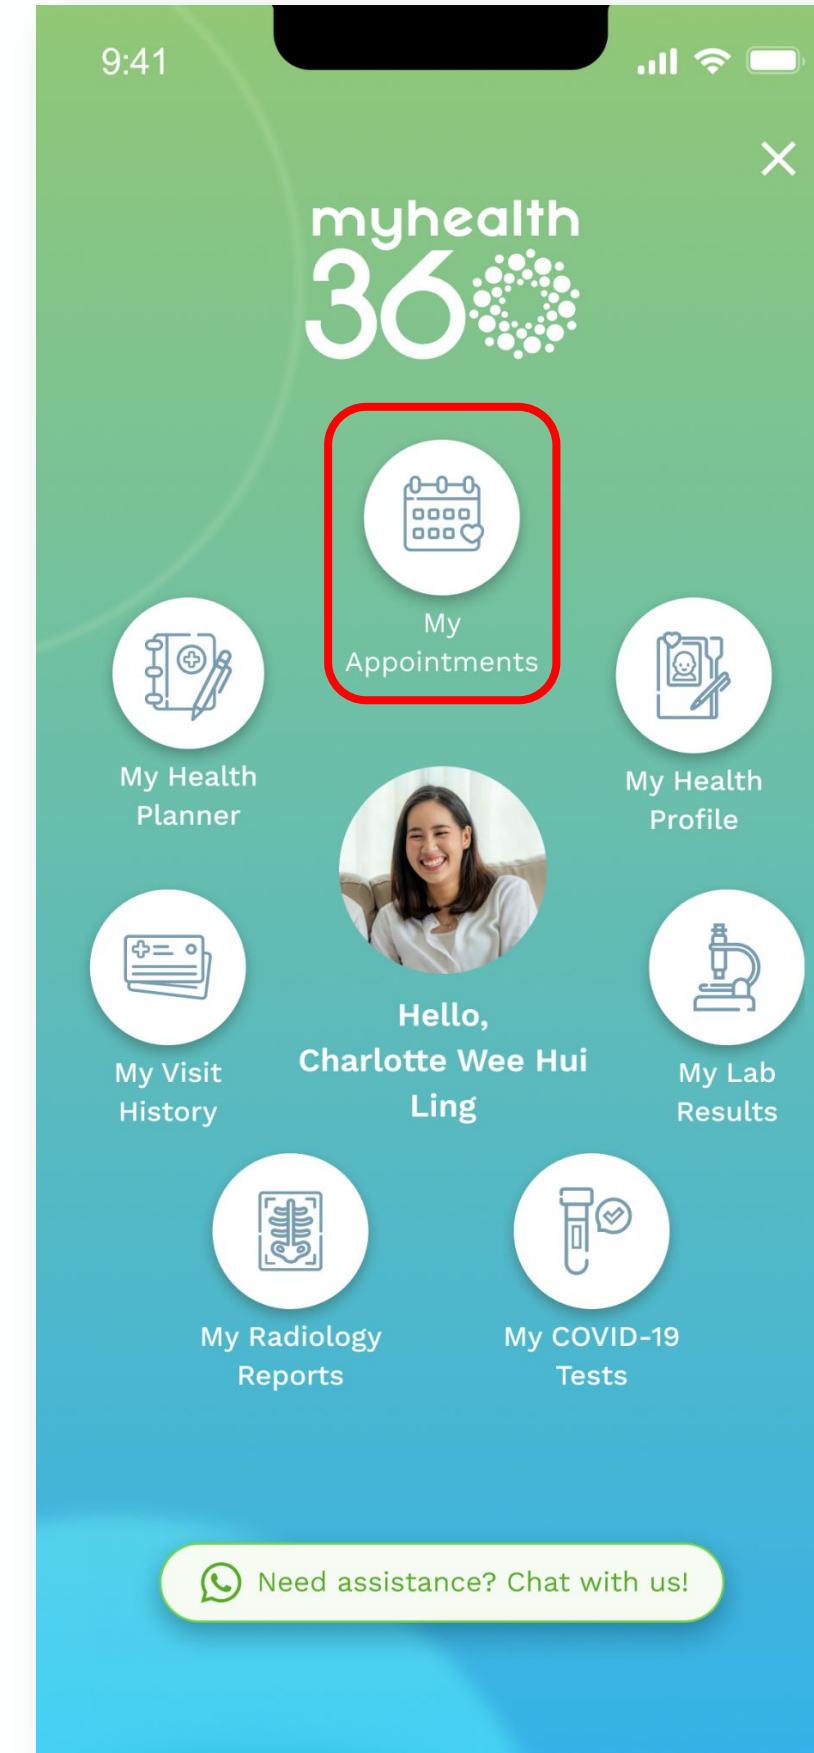 9:41
myhealth
360
My
Appointments
My Health
Planner
My Health
Profile
My Visit
History
Hello,
Charlotte Wee Hui
Ling
My Lab
Results
My Radiology
Reports
My COVID-19
Tests
Need assistance? Chat with us!